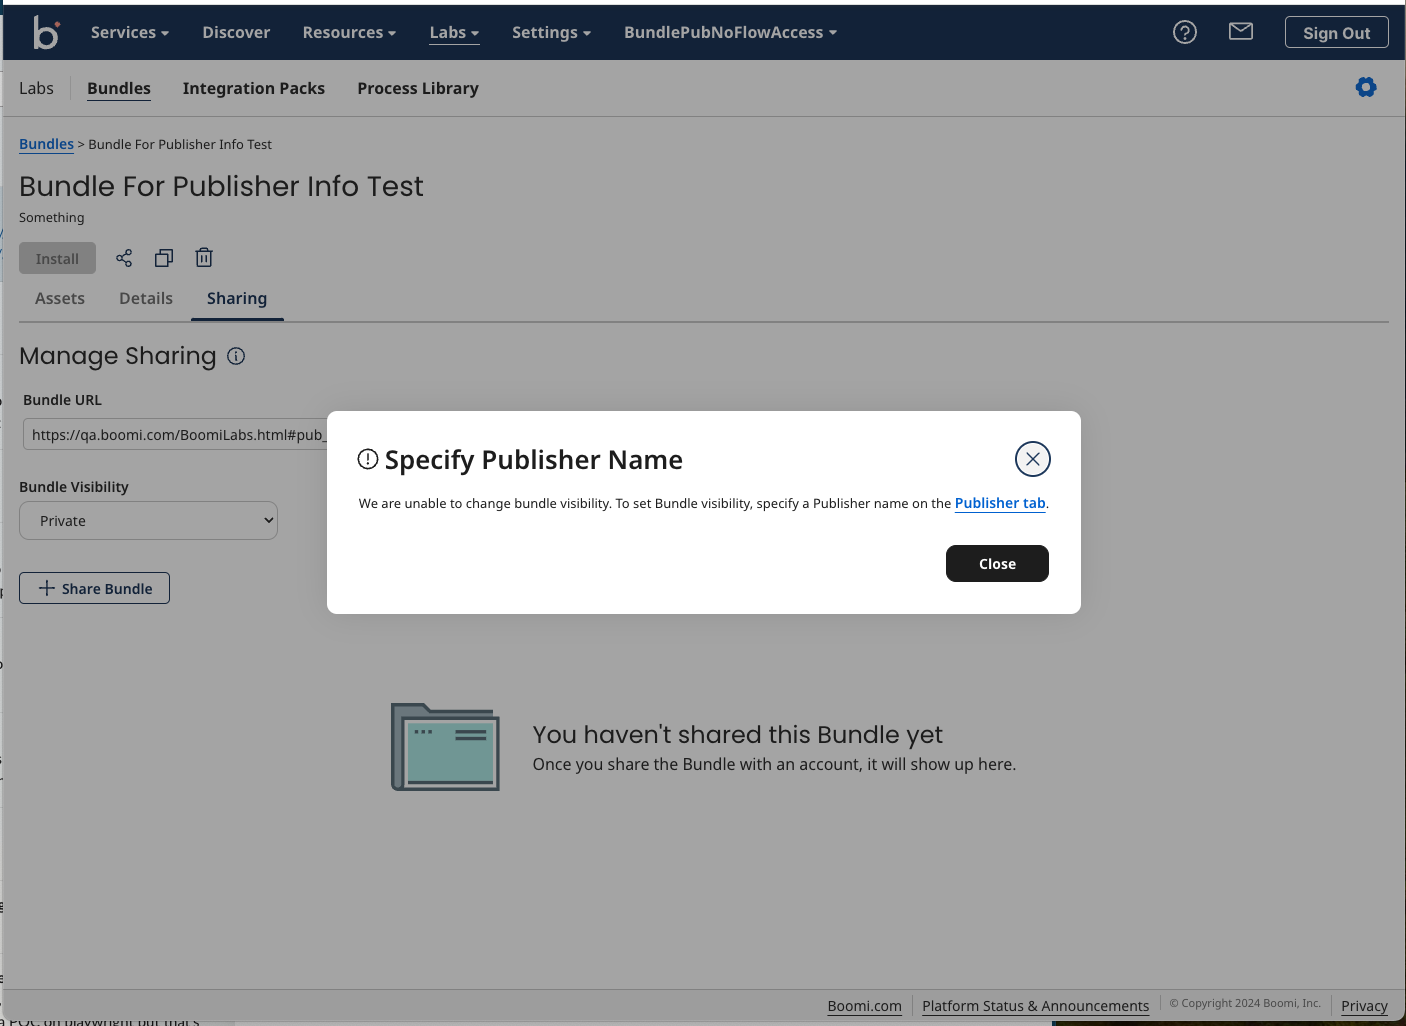 Services
Discover
Resources
Labs
Settings
BundlePubNoFlowAccess
Sign Out
Labs
Bundles
Integration Packs
Process Library
Bundles > Bundle For Publisher Info Test
Bundle For Publisher Info Test
Something
Install
Assets
Details
Sharing
Manage Sharing
Bundle URL
https://qa.boomi.com/BoomiLabs.html#pub_
Bundle Visibility
Private
Share Bundle
Specify Publisher Name
We are unable to change bundle visibility. To set Bundle visibility, specify a Publisher name on the Publisher tab.
Close
You haven't shared this Bundle yet
Once you share the Bundle with an account, it will show up here.
Boomi.com
Platform Status & Announcements
© Copyright 2024 Boomi, Inc.
Privacy